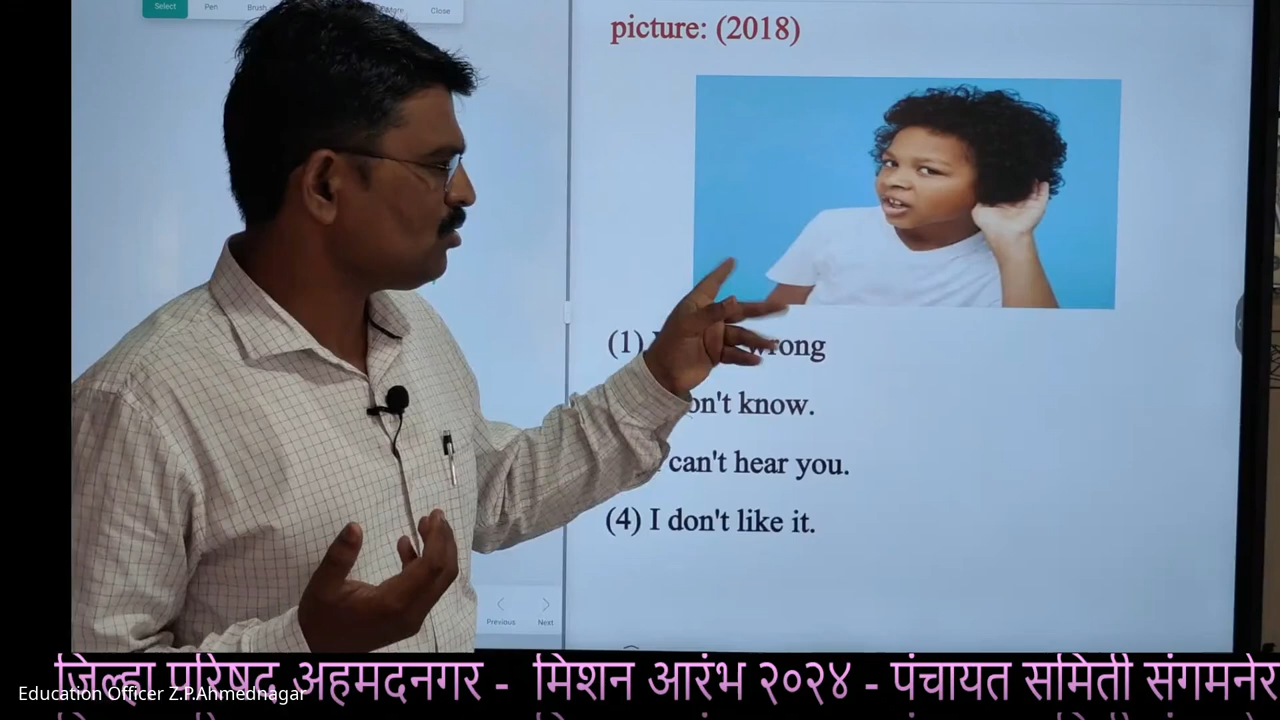 Select Pen Brush More Close
picture: (2018)
(1) wrong
on't know.
can't hear you.
(4) I don't like it.
Previous Next
जिल्हा परिषद अहमदनगर - मिशन आरंभ २०२४ - पंचायत समिती संगमनेर
Education Officer Z.P.Ahmednagar